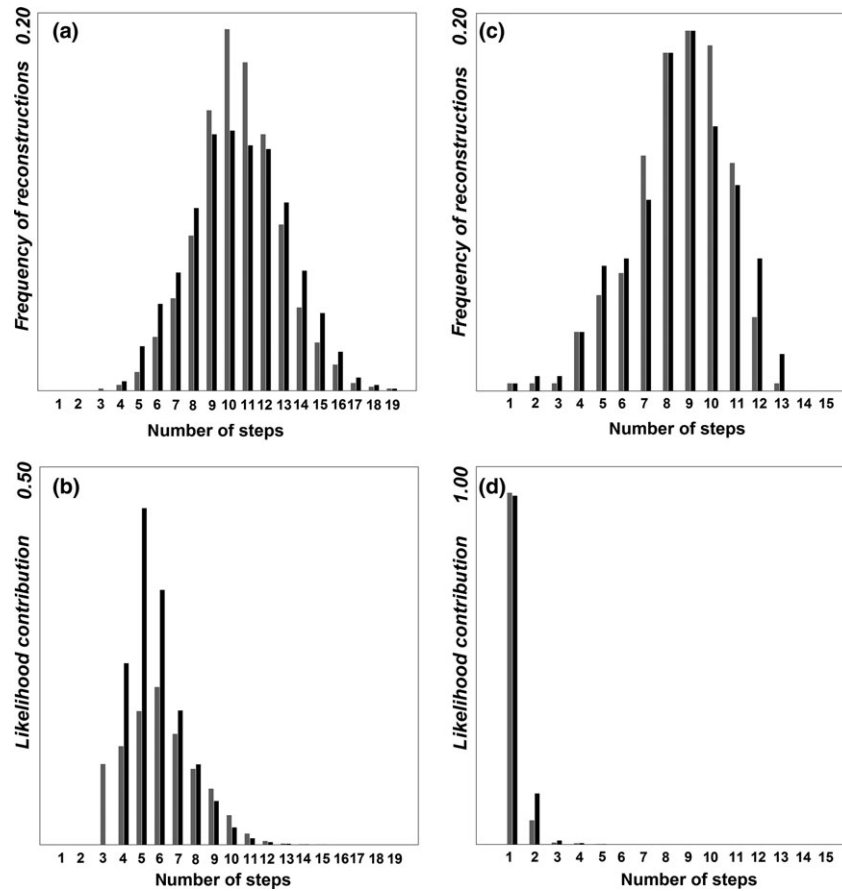 (a)
0.20
Frequency of reconstructions
1 2 3 4 5 6 7 8 9 10 11 12 13 14 15 16 17 18 19
Number of steps
(c)
0.20
Frequency of reconstructions
1 2 3 4 5 6 7 8 9 10 11 12 13 14 15
Number of steps
(b)
0.50
Likelihood contribution
1 2 3 4 5 6 7 8 9 10 11 12 13 14 15 16 17 18 19
Number of steps
(d)
1.00
Likelihood contribution
1 2 3 4 5 6 7 8 9 10 11 12 13 14 15
Number of steps